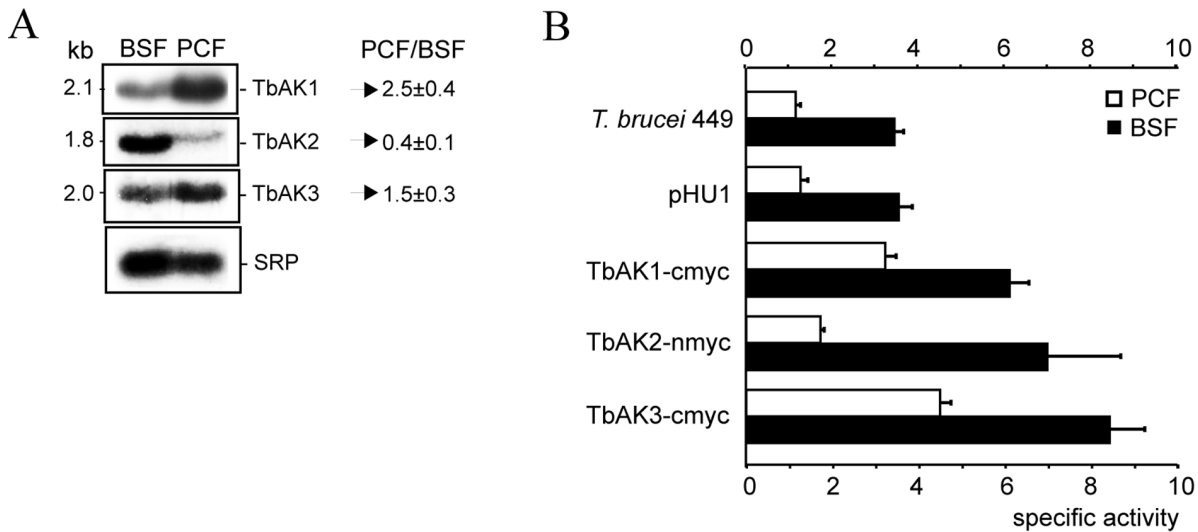 A
kb BSF PCF PCF/BSF
2.1 TbAK1 2.5±0.4
1.8 TbAK2 0.4±0.1
2.0 TbAK3 1.5±0.3
SRP
B
0 2 4 6 8 10
PCF
BSF
T. brucei 449
pHU1
TbAK1-cmyc
TbAK2-nmyc
TbAK3-cmyc
0 2 4 6 8 10
specific activity